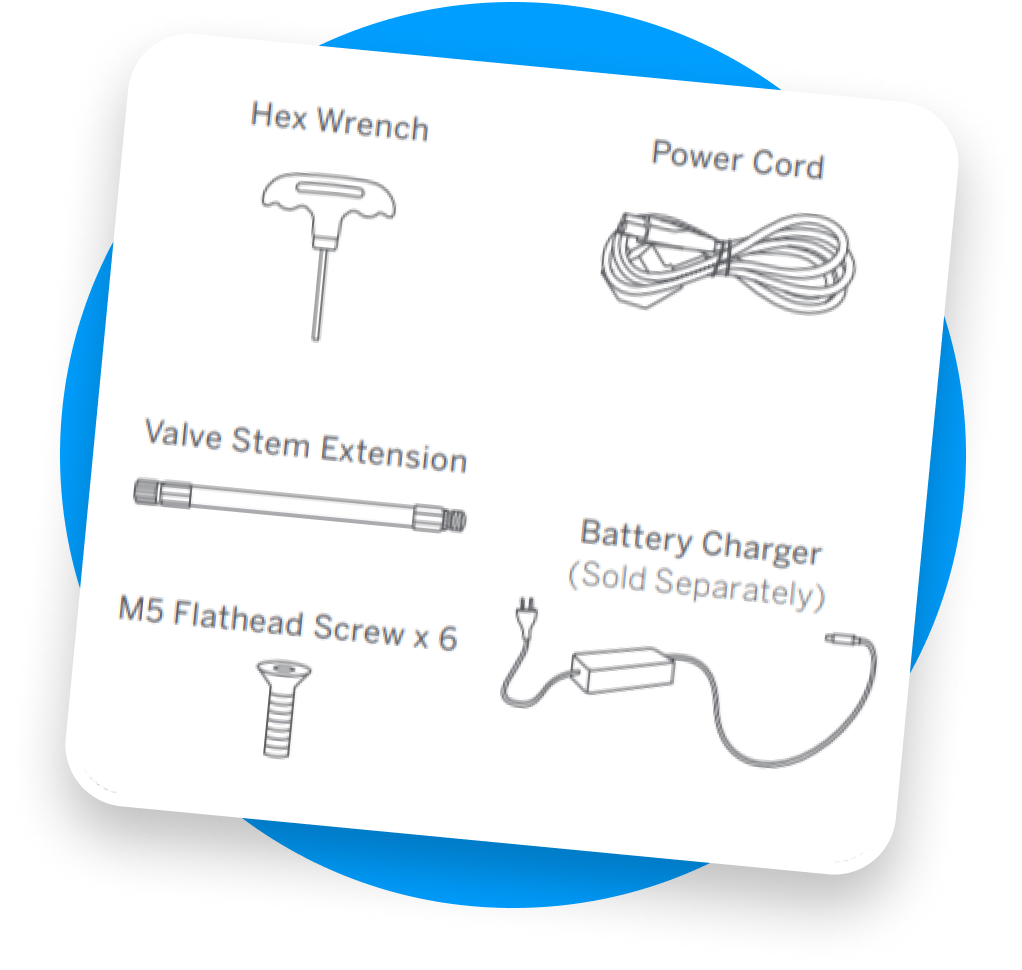 Hex Wrench
Power Cord
Valve Stem Extension
Battery Charger
(Sold Separately)
M5 Flathead Screw x 6